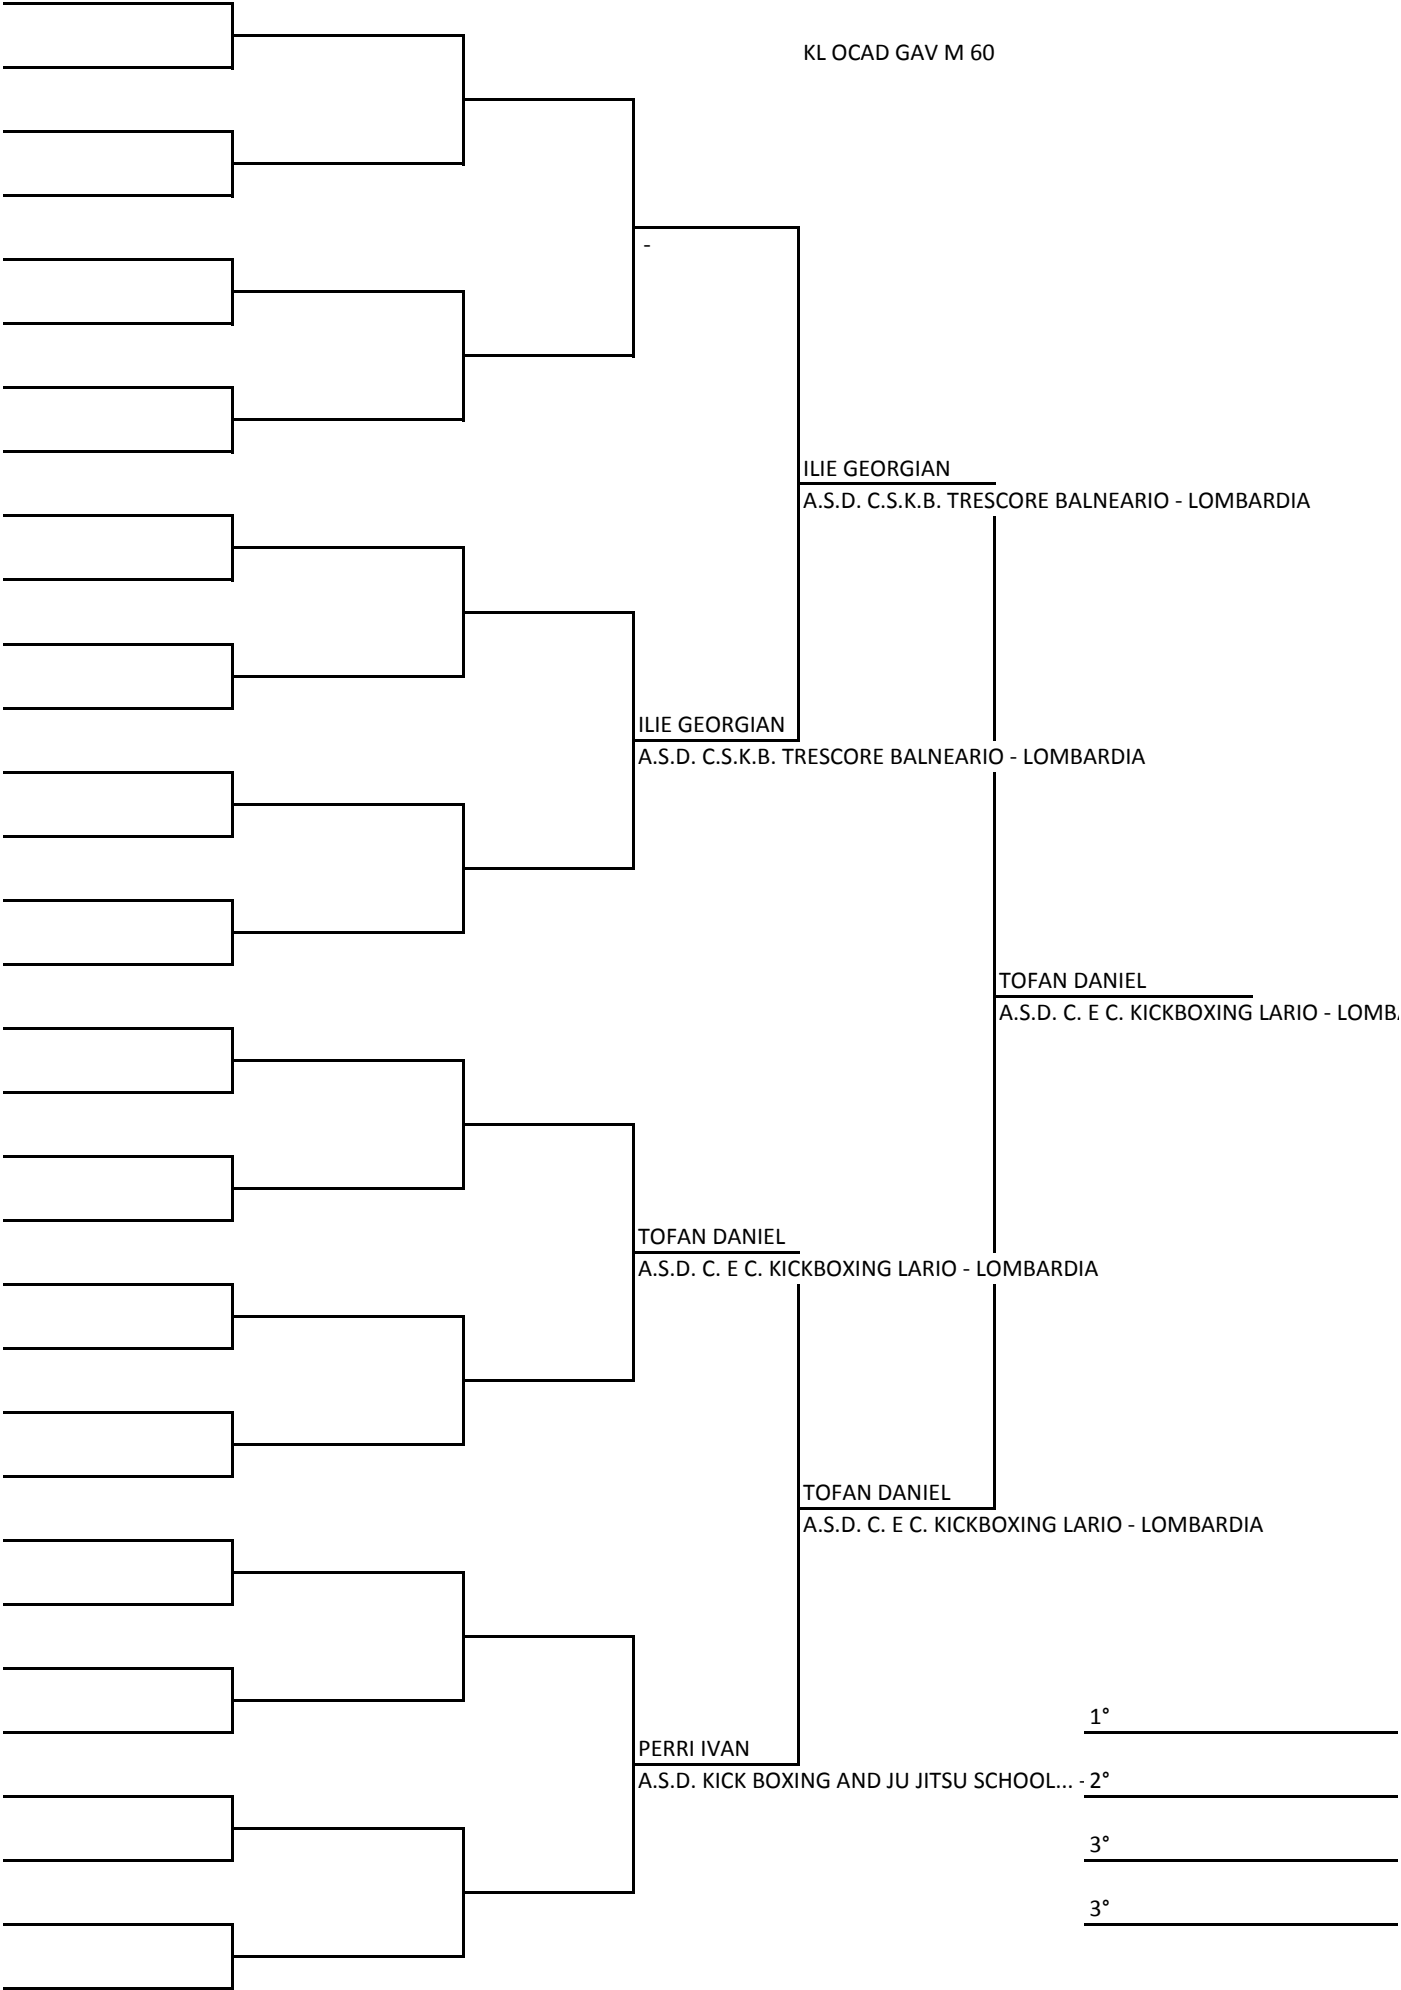 KL OCAD GAV M 60
-
ILIE GEORGIAN
A.S.D. C.S.K.B. TRESCORE BALNEARIO - LOMBARDIA
ILIE GEORGIAN
A.S.D. C.S.K.B. TRESCORE BALNEARIO - LOMBARDIA
TOFAN DANIEL
A.S.D. C. E C. KICKBOXING LARIO - LOMB
TOFAN DANIEL
A.S.D. C. E C. KICKBOXING LARIO - LOMBARDIA
TOFAN DANIEL
A.S.D. C. E C. KICKBOXING LARIO - LOMBARDIA
1°
PERRI IVAN
A.S.D. KICK BOXING AND JU JITSU SCHOOL... -
2°
3°
3°